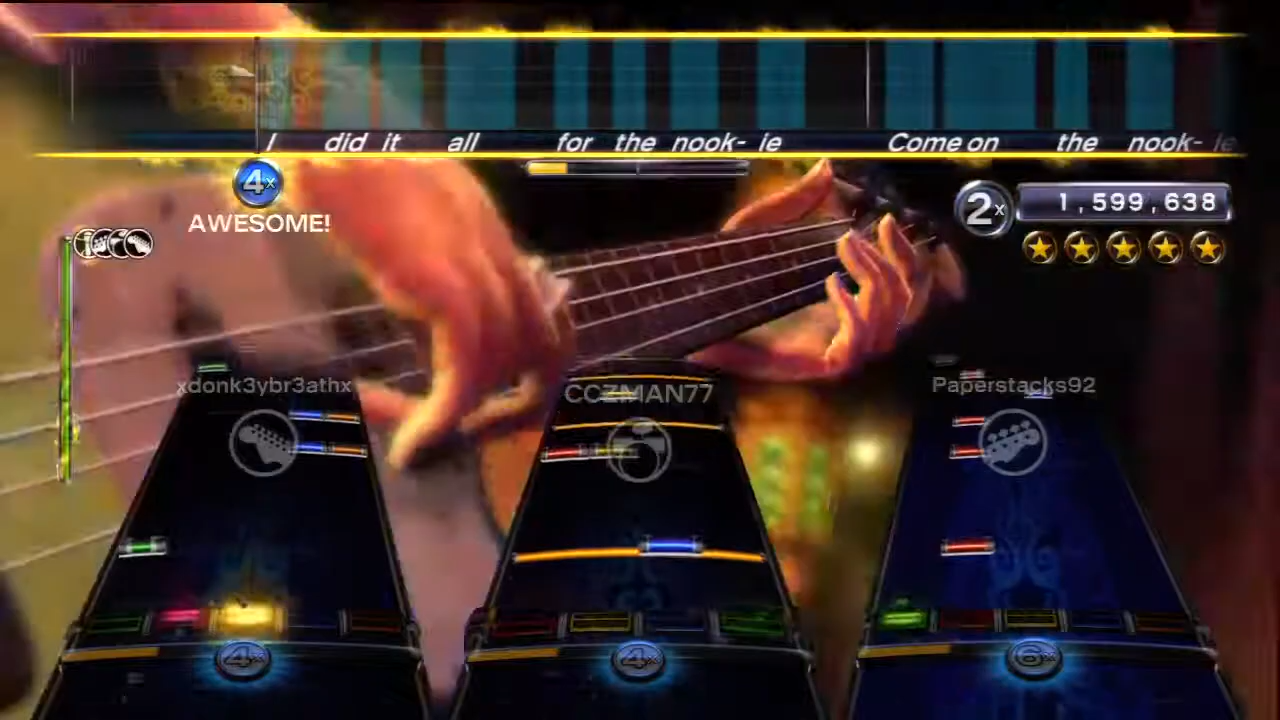 I did it all for the nook- ie Come on the nook- ie
4x
AWESOME!
2x 1,599,638
xdonk3ybr3athx CCZMAN77 Paperstacks92
4x 4x 6x